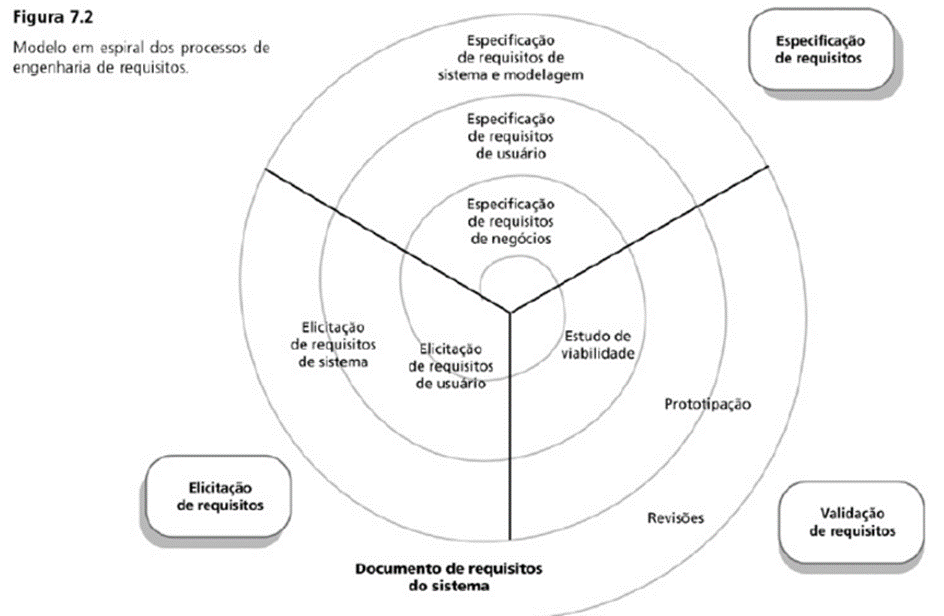 Figura 7.2
Modelo em espiral dos processos de
engenharia de requisitos.
Especificação
de requisitos de
sistema e modelagem
Especificação
de requisitos
Especificação
de requisitos
de usuário
Especificação
de requisitos
de negócios
Elicitação
de requisitos
de sistema
Elicitação
de requisitos
de usuário
Estudo de
viabilidade
Prototipação
Elicitação
de requisitos
Revisões
Validação
de requisitos
Documento de requisitos
do sistema